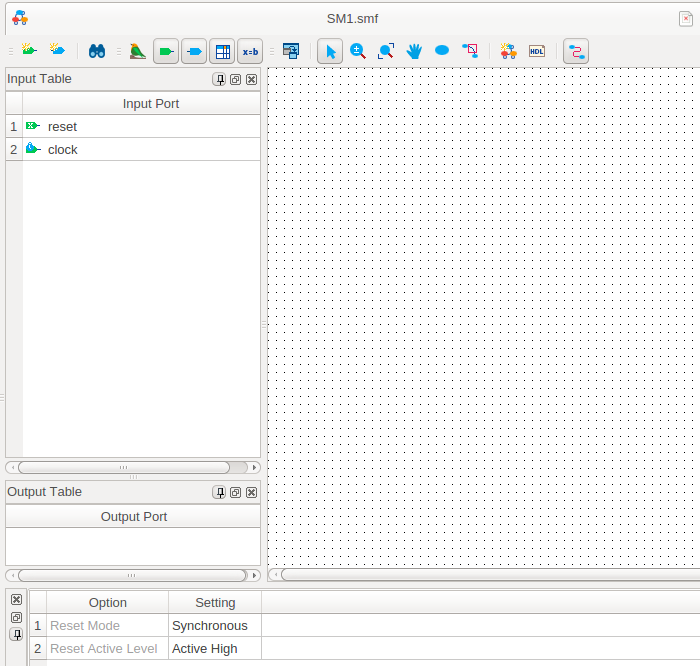 SM1.smf
x=b
HDL
Input Table
Input Port
1 reset
2 clock
Output Table
Output Port
Option Setting
1 Reset Mode Synchronous
2 Reset Active Level Active High